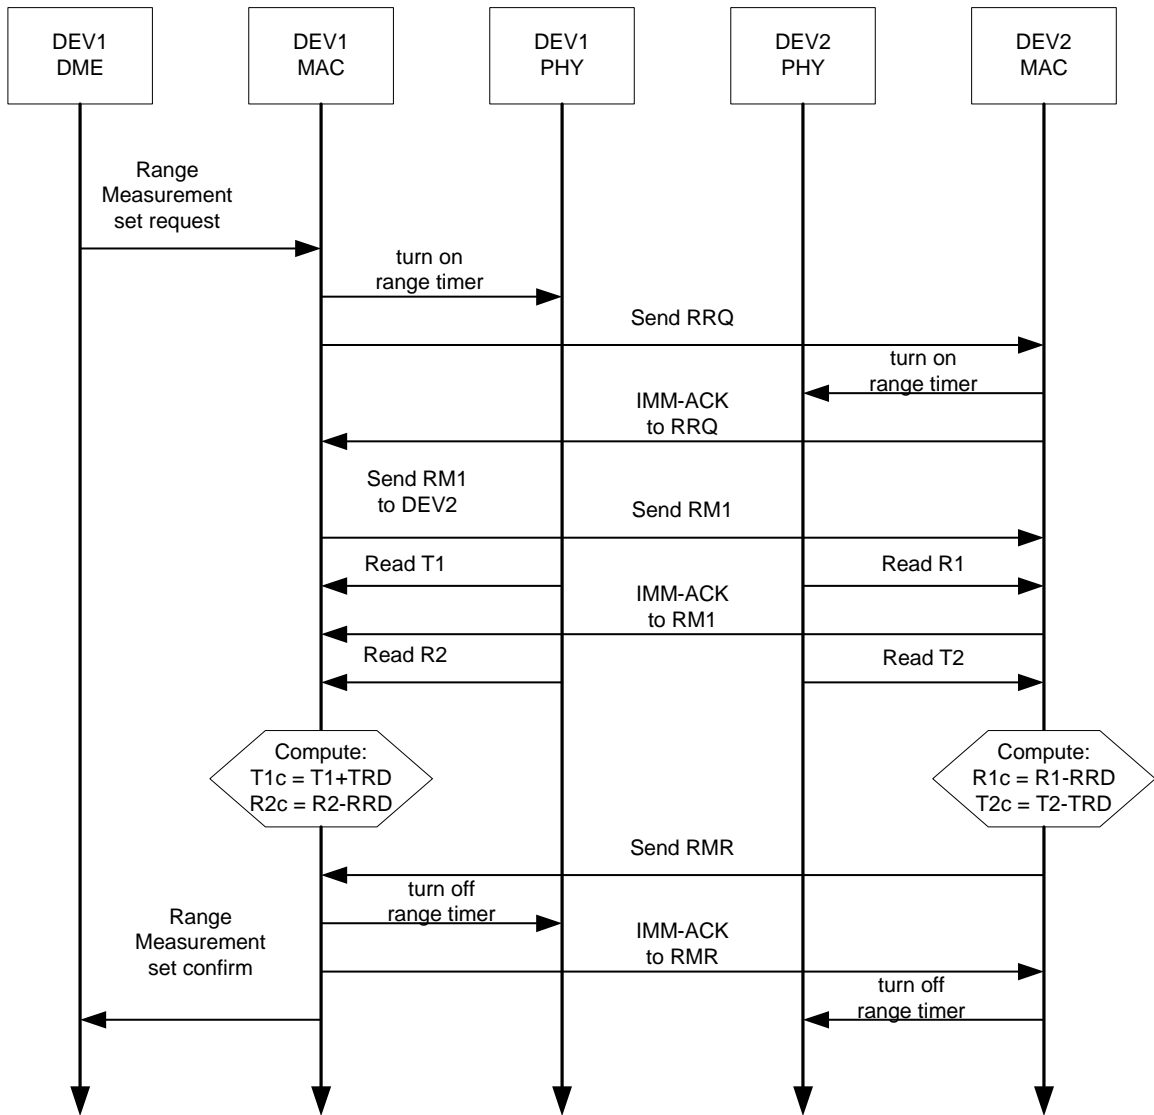 DEV1
DME
DEV1
MAC
DEV1
PHY
DEV2
PHY
DEV2
MAC
Range
Measurement
set request
turn on
range timer
Send RRQ
turn on
range timer
IMM-ACK
to RRQ
Send RM1
to DEV2
Send RM1
Read T1
Read R1
IMM-ACK
to RM1
Read R2
Read T2
Compute:
T1c = T1+TRD
R2c = R2-RRD
Compute:
R1c = R1-RRD
T2c = T2-TRD
Send RMR
turn off
range timer
Range
Measurement
set confirm
IMM-ACK
to RMR
turn off
range timer